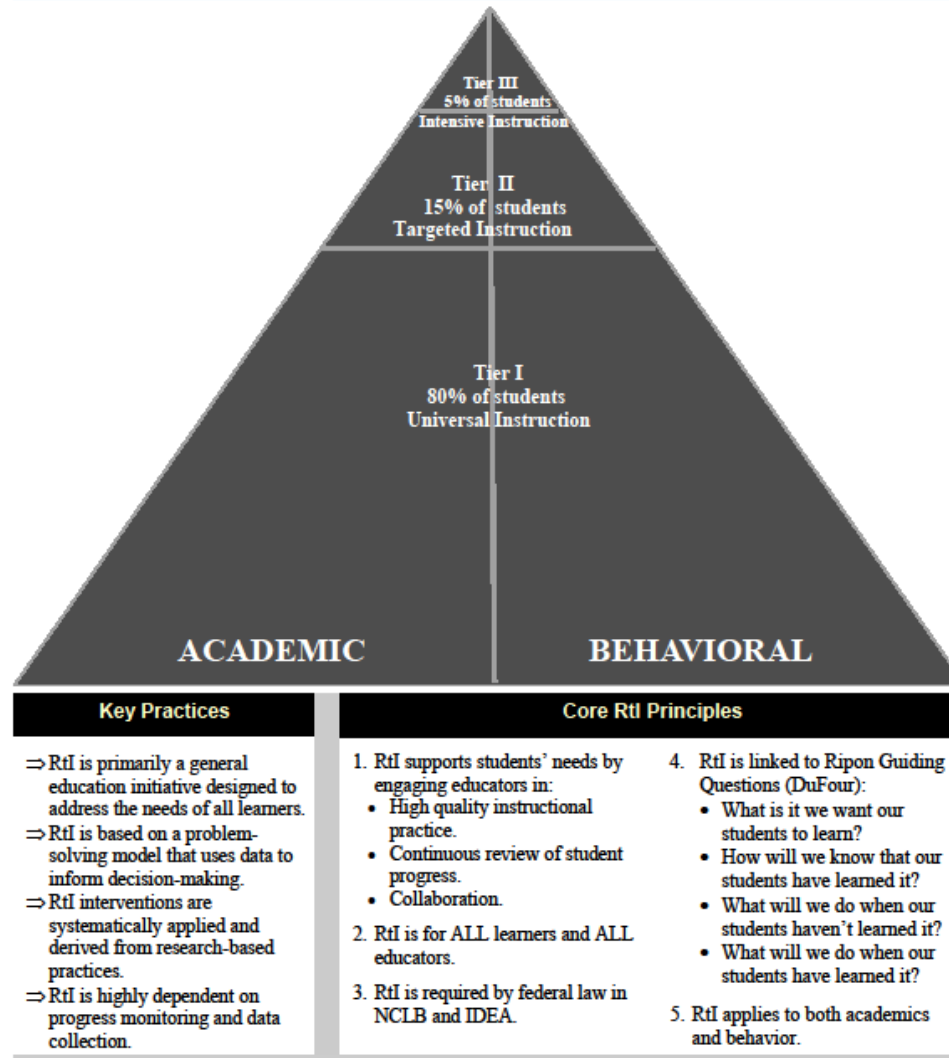 Tier III
5% of students
Intensive Instruction
Tier II
15% of students
Targeted Instruction
Tier I
80% of students
Universal Instruction
ACADEMIC
BEHAVIORAL
Key Practices
⇒ RtI is primarily a general
education initiative designed to
address the needs of all learners.
⇒ RtI is based on a problem-
solving model that uses data to
inform decision-making.
⇒ RtI interventions are
systematically applied and
derived from research-based
practices.
⇒ RtI is highly dependent on
progress monitoring and data
collection.
Core RtI Principles
1. RtI supports students’ needs by
engaging educators in:
• High quality instructional
practice.
• Continuous review of student
progress.
• Collaboration.
2. RtI is for ALL learners and ALL
educators.
3. RtI is required by federal law in
NCLB and IDEA.
4. RtI is linked to Ripon Guiding
Questions (DuFour):
• What is it we want our
students to learn?
• How will we know that our
students have learned it?
• What will we do when our
students haven’t learned it?
• What will we do when our
students have learned it?
5. RtI applies to both academics
and behavior.